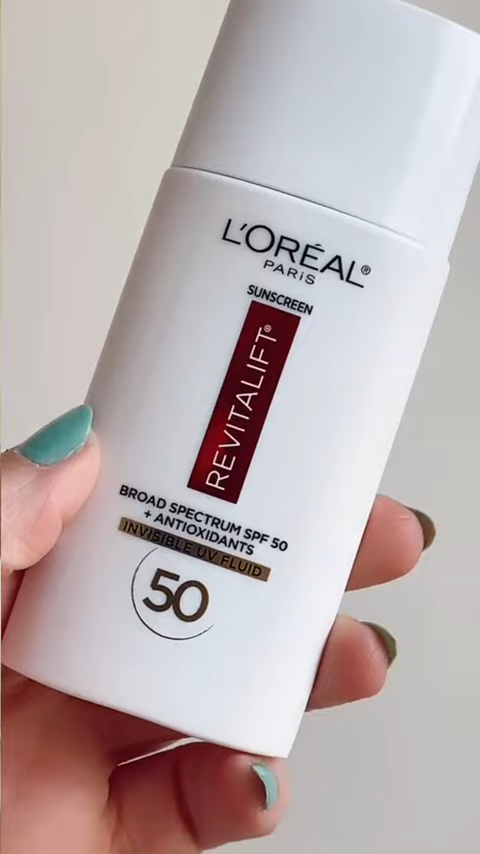 L'ORÉAL®
PARIS
SUNSCREEN
REVITALIFT®
BROAD SPECTRUM SPF 50
+ ANTIOXIDANTS
INVISIBLE UV FLUID
50